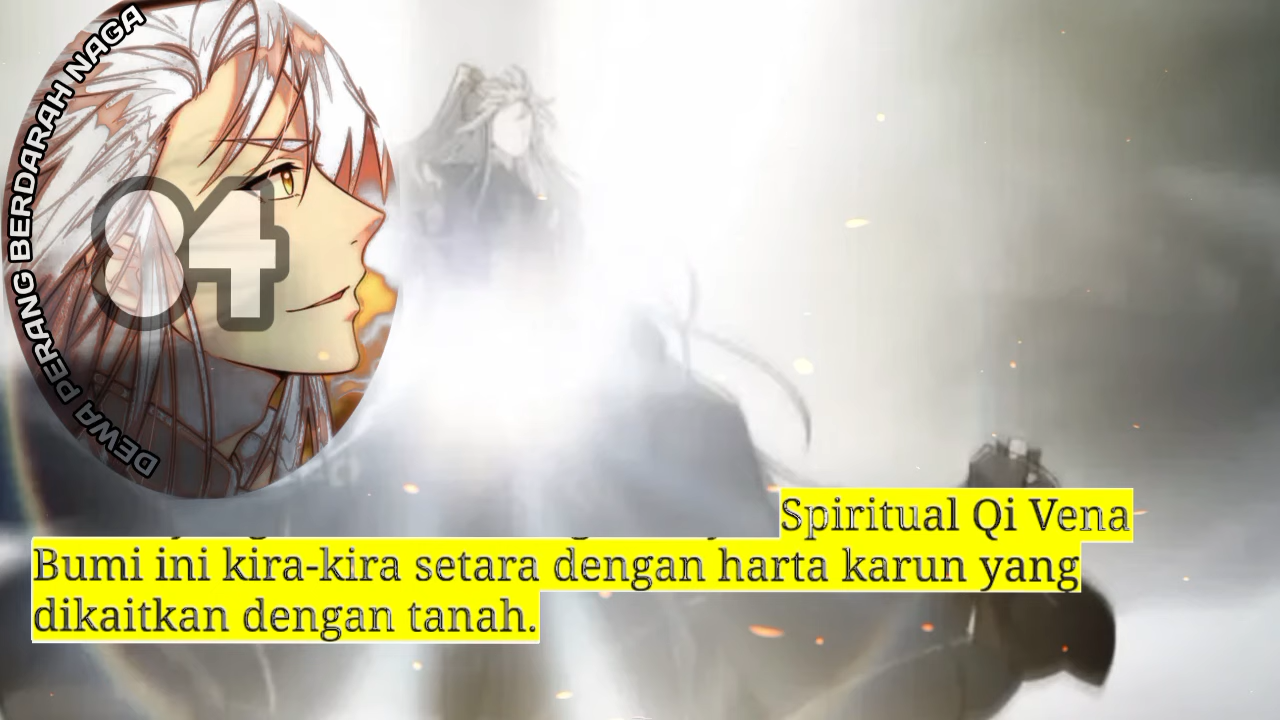 DEWA PERANG BERDARAH NAGA
84
Spiritual Qi Vena
Bumi ini kira-kira setara dengan harta karun yang
dikaitkan dengan tanah.